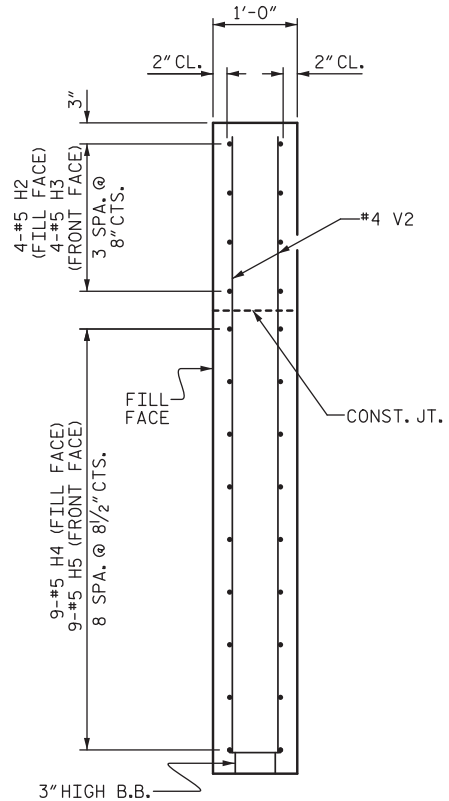 1'-0"
2" CL.
2" CL.
3"
4-#5 H2
(FILL FACE)
4-#5 H3
(FRONT FACE)
3 SPA. @
8" CTS.
#4 V2
FILL
FACE
CONST. JT.
9-#5 H4 (FILL FACE)
9-#5 H5 (FRONT FACE)
8 SPA. @ 8½" CTS.
3" HIGH B.B.